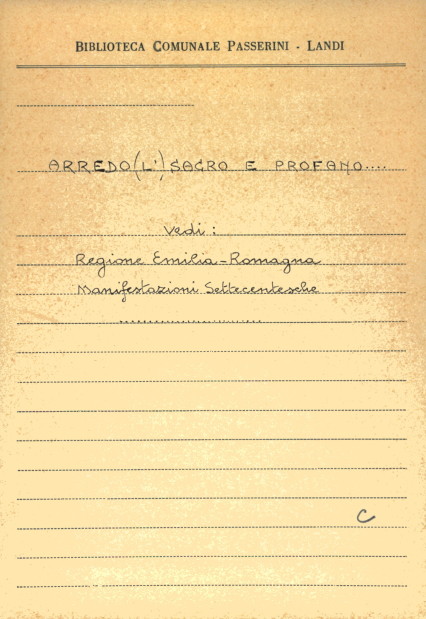 BIBLIOTECA COMUNALE PASSERINI - LANDI
ARREDO (L') SACRO E PROFANO....
Vedi:
Regione Emilia-Romagna
Manifestazioni Settecentesche
........................
C